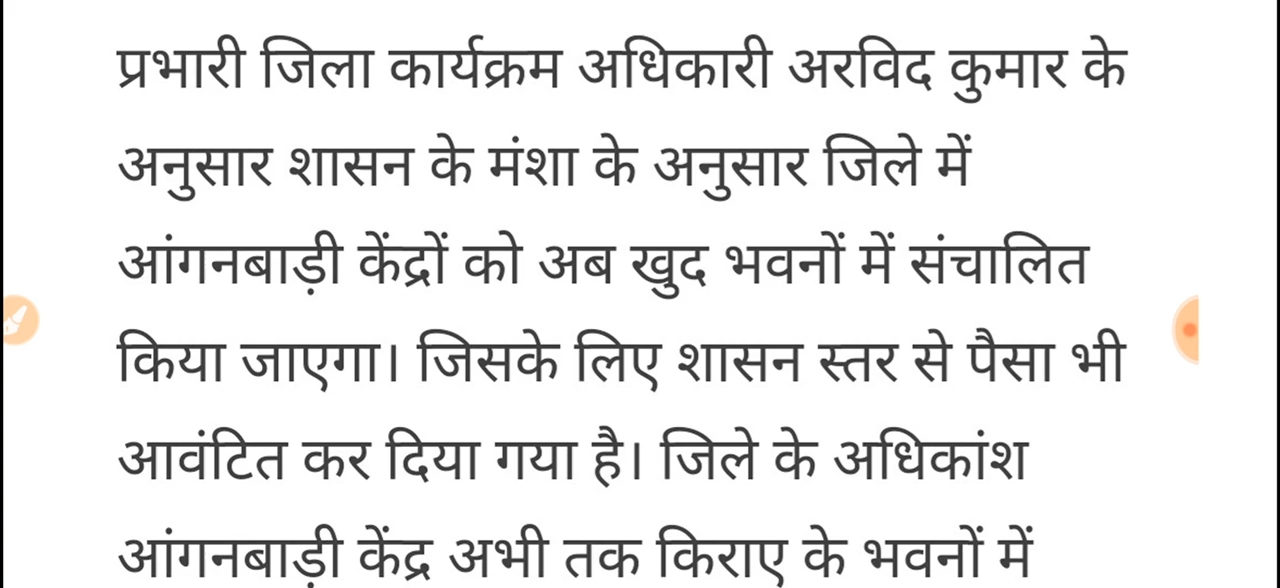 प्रभारी जिला कार्यक्रम अधिकारी अरविद कुमार के
अनुसार शासन के मंशा के अनुसार जिले में
आंगनबाड़ी केंद्रों को अब खुद भवनों में संचालित
किया जाएगा। जिसके लिए शासन स्तर से पैसा भी
आवंटित कर दिया गया है। जिले के अधिकांश
आंगनबाड़ी केंद्र अभी तक किराए के भवनों में